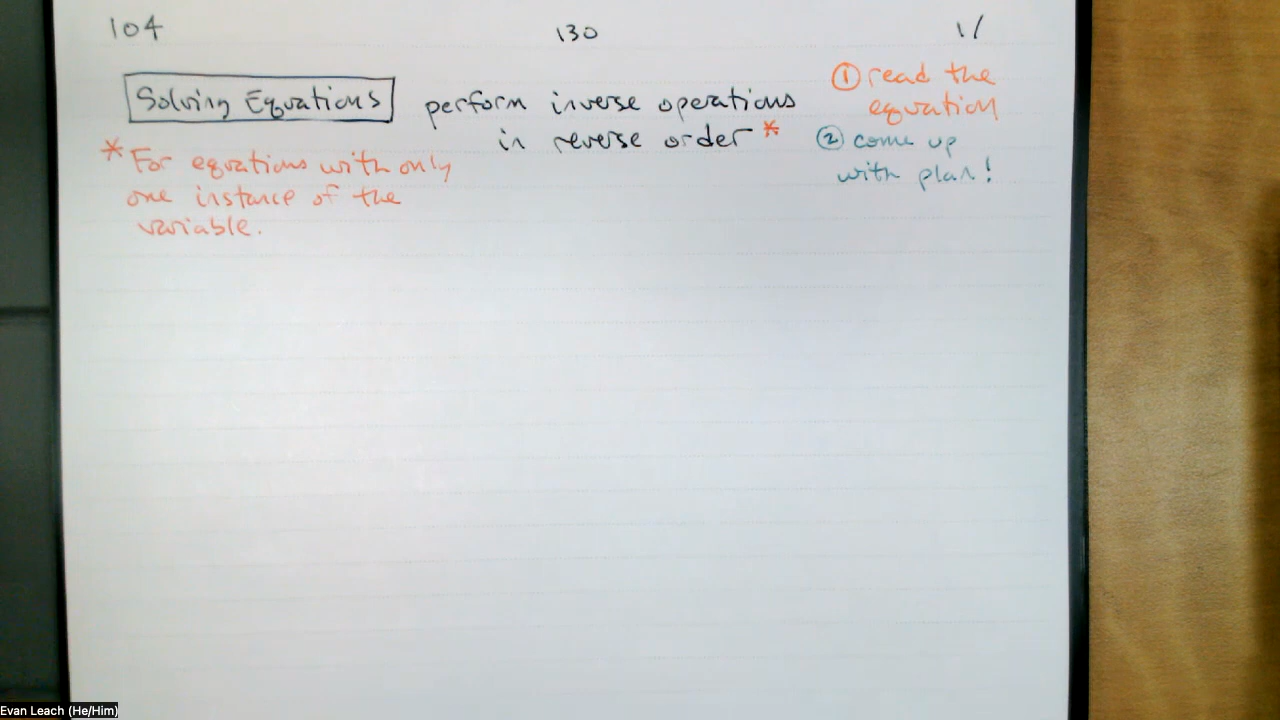 104 130 1/
Solving Equations perform inverse operations
in reverse order *
① read the
equation
② come up
with plan!
* For equations with only
one instance of the
variable.
Evan Leach (He/Him)